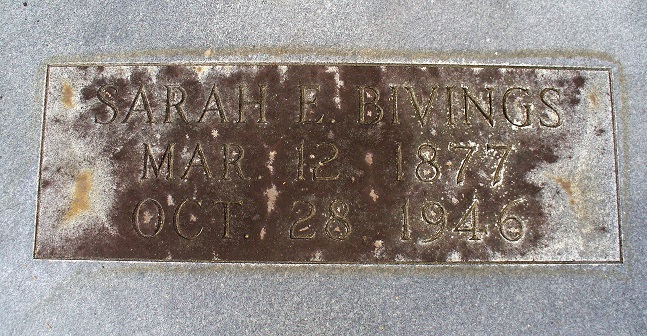 SARAH E. BIVINGS
MAR. 12, 1877
OCT. 28, 1946